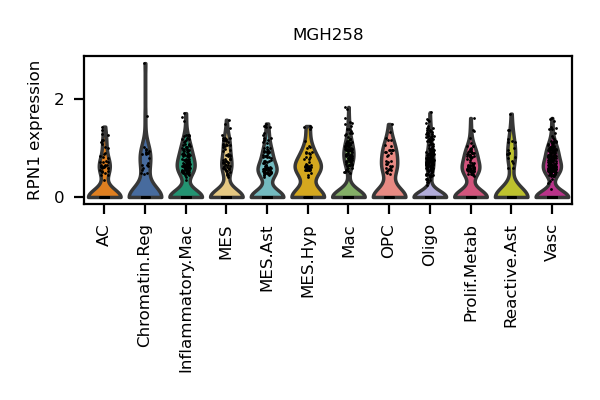 MGH258
RPN1 expression
2
0
AC
Chromatin.Reg
Inflammatory.Mac
MES
MES.Ast
MES.Hyp
Mac
OPC
Oligo
Prolif.Metab
Reactive.Ast
Vasc